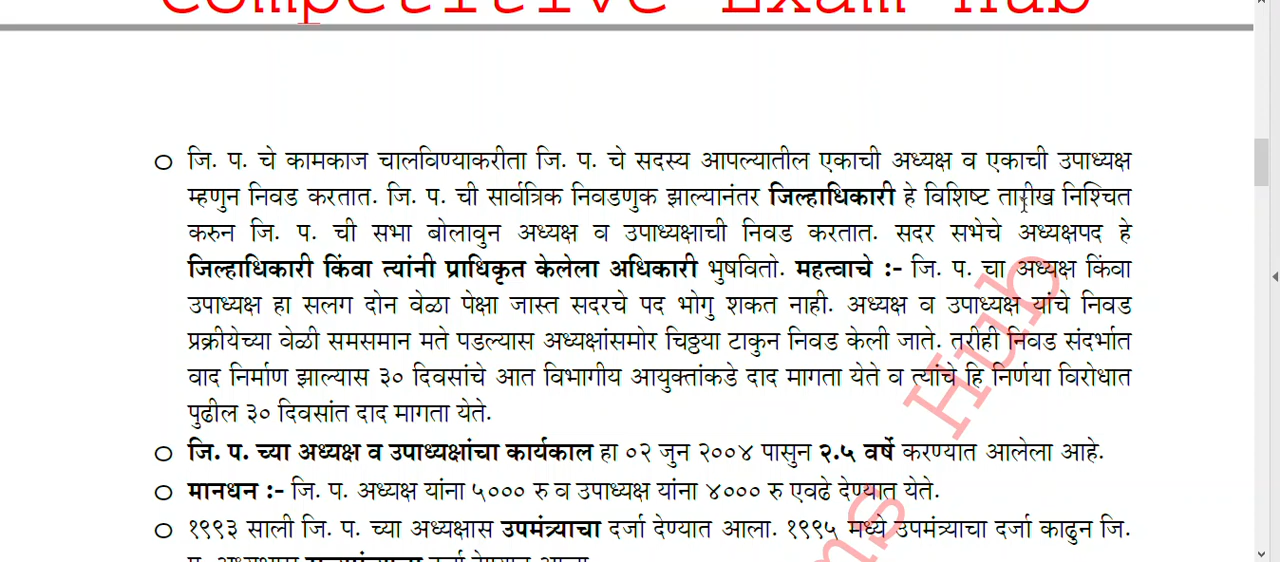 Competitive Exam Hub
○ जि. प. चे कामकाज चालविण्याकरीता जि. प. चे सदस्य आपल्यातील एकाची अध्यक्ष व एकाची उपाध्यक्ष
म्हणुन निवड करतात. जि. प. ची सार्वत्रिक निवडणुक झाल्यानंतर जिल्हाधिकारी हे विशिष्ट तारीख निश्चित
करुन जि. प. ची सभा बोलावुन अध्यक्ष व उपाध्यक्षाची निवड करतात. सदर सभेचे अध्यक्षपद हे
जिल्हाधिकारी किंवा त्यांनी प्राधिकृत केलेला अधिकारी भुषवितो. महत्वाचे :- जि. प. चा अध्यक्ष किंवा
उपाध्यक्ष हा सलग दोन वेळा पेक्षा जास्त सदरचे पद भोगु शकत नाही. अध्यक्ष व उपाध्यक्ष यांचे निवड
प्रक्रीयेच्या वेळी समसमान मते पडल्यास अध्यक्षांसमोर चिठ्ठया टाकुन निवड केली जाते. तरीही निवड संदर्भात
वाद निर्माण झाल्यास ३० दिवसांचे आत विभागीय आयुक्तांकडे दाद मागता येते व त्यांचे हि निर्णया विरोधात
पुढील ३० दिवसांत दाद मागता येते.
○ जि. प. च्या अध्यक्ष व उपाध्यक्षांचा कार्यकाल हा ०२ जुन २००४ पासुन २.५ वर्षे करण्यात आलेला आहे.
○ मानधन :- जि. प. अध्यक्ष यांना ५००० रु व उपाध्यक्ष यांना ४००० रु एवढे देण्यात येते.
○ १९९३ साली जि. प. च्या अध्यक्षास उपमंत्र्याचा दर्जा देण्यात आला. १९९५ मध्ये उपमंत्र्याचा दर्जा काढुन जि.
Hub